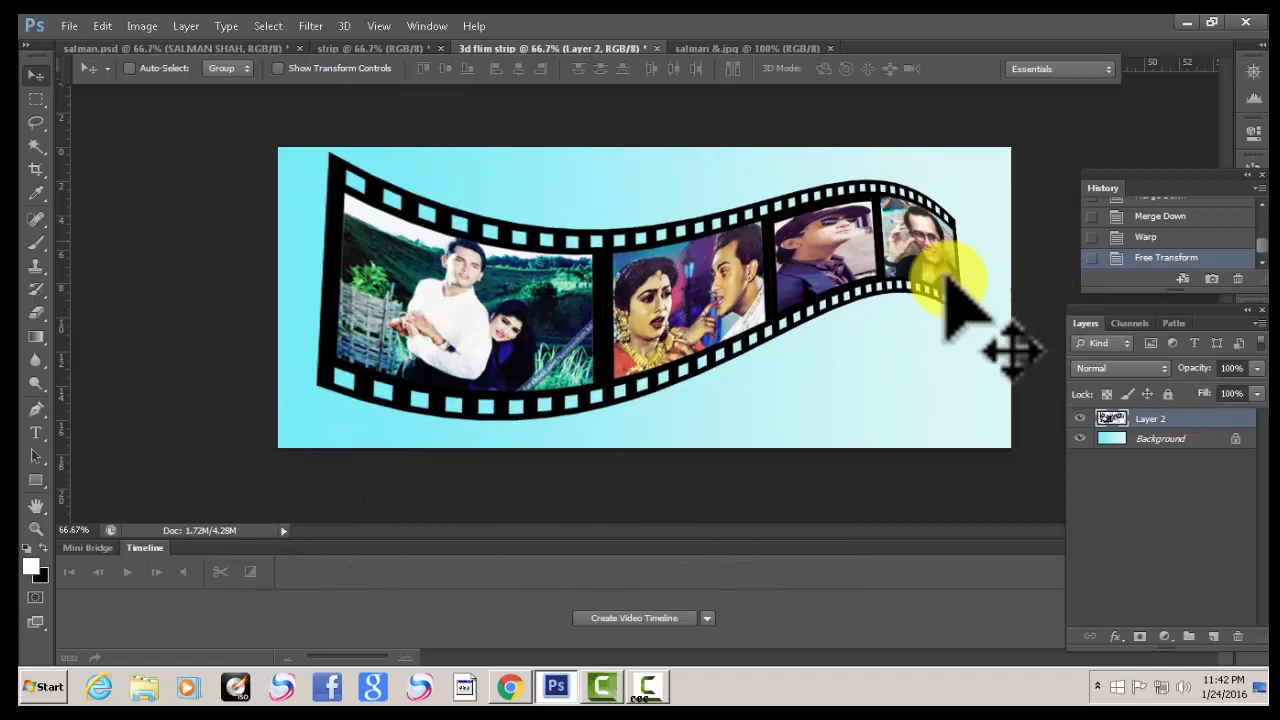 Ps File Edit Image Layer Type Select Filter 3D View Window Help
salman.psd @ 66.7% (SALMAN SHAH, RGB/8) * × strip @ 66.7% (RGB/8) * × 3d flim strip @ 66.7% (Layer 2, RGB/8) * × salman &.jpg @ 100% (RGB/8) ×
Auto-Select: Group Show Transform Controls 3D Mode: Essentials
50 52
History
Merge Down
Warp
Free Transform
Layers Channels Paths
Kind
Normal Opacity: 100%
Lock: Fill: 100%
Layer 2
Background
66.67% Doc: 1.72M/4.28M
Mini Bridge Timeline
Create Video Timeline
Start
Ps
11:42 PM
1/24/2016